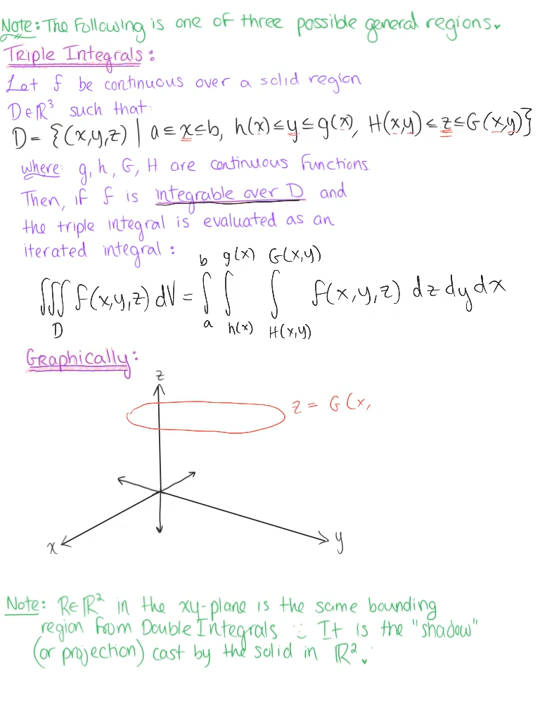 Note: The following is one of three possible general regions.
Triple Integrals:
Let f be continuous over a solid region
D∈ℝ³ such that:
D = {(x,y,z) | a ≤ x ≤ b, h(x) ≤ y ≤ g(x), H(x,y) ≤ z ≤ G(x,y)}
where g, h, G, H are continuous functions
Then, if f is integrable over D and
the triple integral is evaluated as an
iterated integral:
∭_D f(x,y,z) dV = ∫_a^b ∫_{h(x)}^{g(x)} ∫_{H(x,y)}^{G(x,y)} f(x,y,z) dz dy dx
Graphically:
z
z = G(x,
x
y
Note: R∈ℝ² in the xy-plane is the same bounding
region from Double Integrals It is the "shadow"
(or projection) cast by the solid in ℝ².